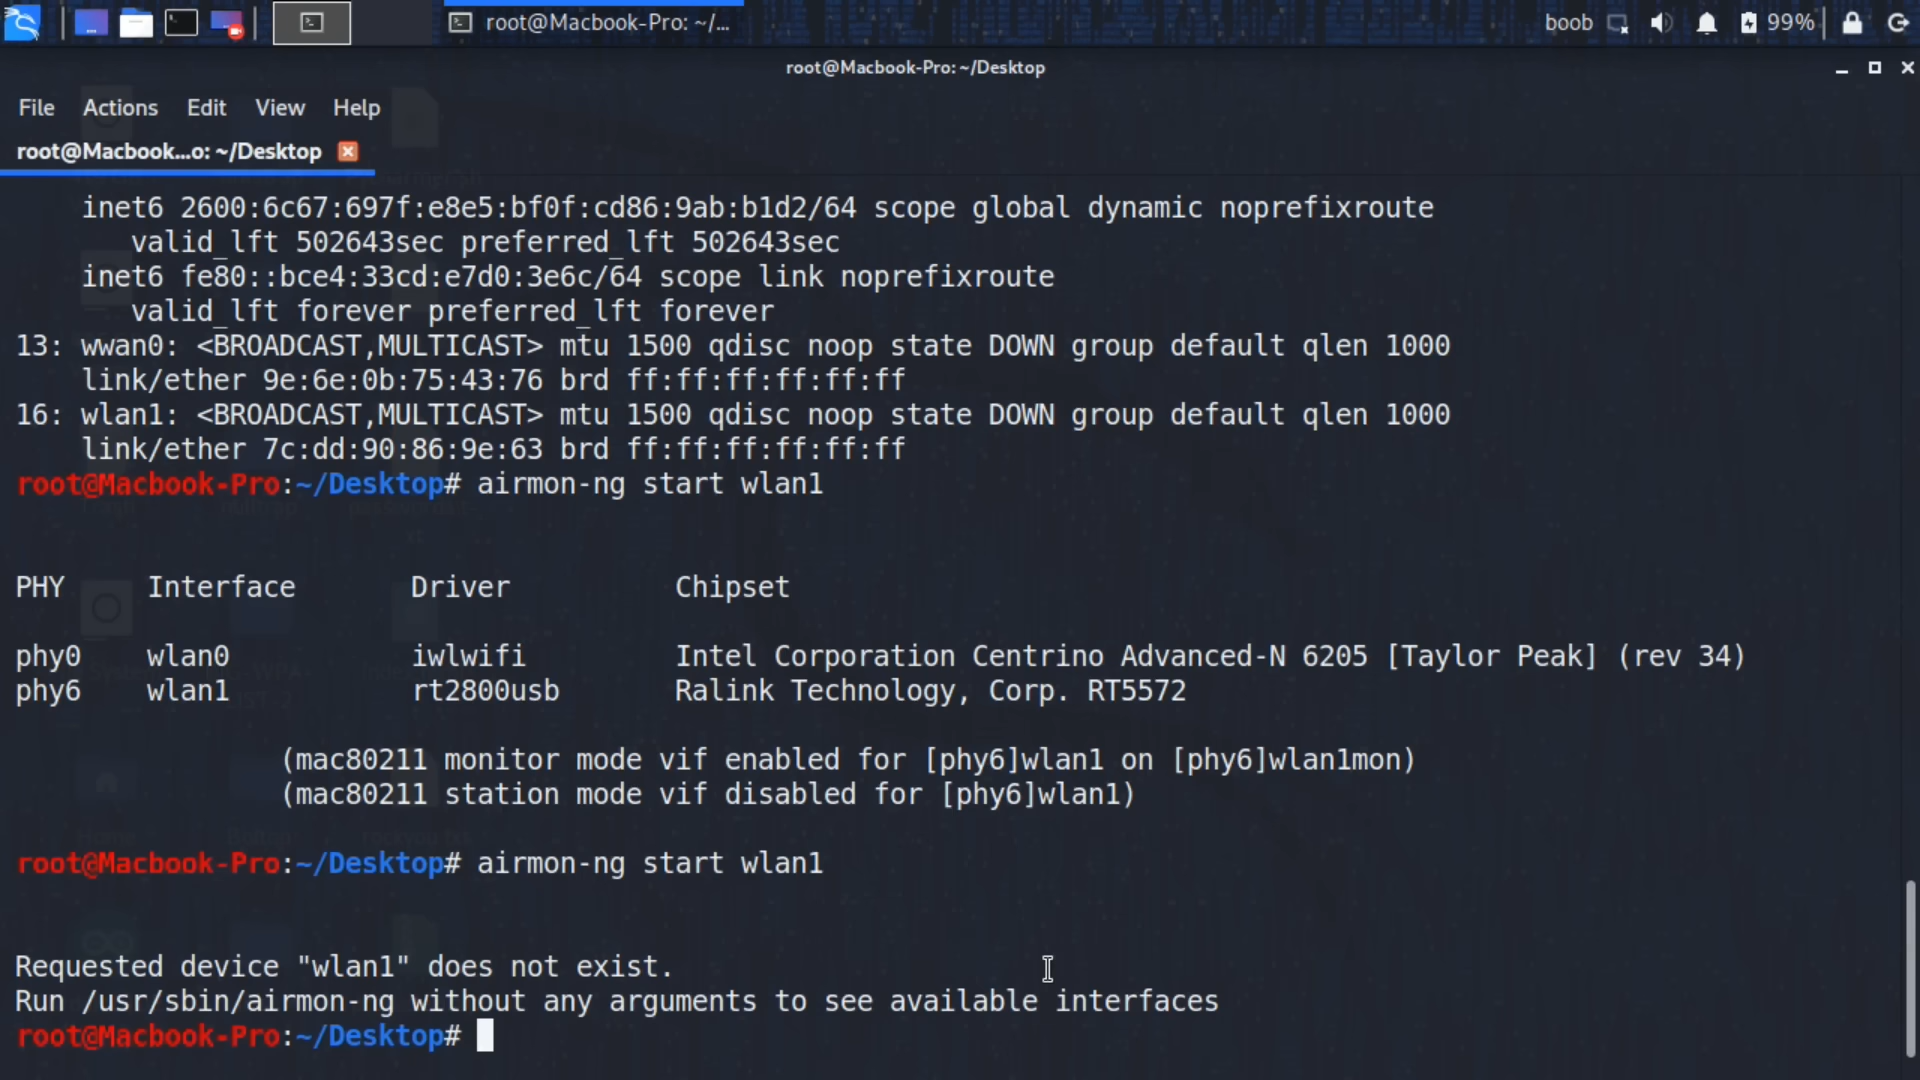 root@Macbook-Pro: ~/...
boob
99%
root@Macbook-Pro: ~/Desktop
File Actions Edit View Help
root@Macbook...o: ~/Desktop
inet6 2600:6c67:697f:e8e5:bf0f:cd86:9ab:b1d2/64 scope global dynamic noprefixroute
valid_lft 502643sec preferred_lft 502643sec
inet6 fe80::bce4:33cd:e7d0:3e6c/64 scope link noprefixroute
valid_lft forever preferred_lft forever
13: wwan0: <BROADCAST,MULTICAST> mtu 1500 qdisc noop state DOWN group default qlen 1000
link/ether 9e:6e:0b:75:43:76 brd ff:ff:ff:ff:ff:ff
16: wlan1: <BROADCAST,MULTICAST> mtu 1500 qdisc noop state DOWN group default qlen 1000
link/ether 7c:dd:90:86:9e:63 brd ff:ff:ff:ff:ff:ff
root@Macbook-Pro:~/Desktop# airmon-ng start wlan1
PHY Interface Driver Chipset
phy0 wlan0 iwlwifi Intel Corporation Centrino Advanced-N 6205 [Taylor Peak] (rev 34)
phy6 wlan1 rt2800usb Ralink Technology, Corp. RT5572
(mac80211 monitor mode vif enabled for [phy6]wlan1 on [phy6]wlan1mon)
(mac80211 station mode vif disabled for [phy6]wlan1)
root@Macbook-Pro:~/Desktop# airmon-ng start wlan1
Requested device "wlan1" does not exist.
Run /usr/sbin/airmon-ng without any arguments to see available interfaces
root@Macbook-Pro:~/Desktop#